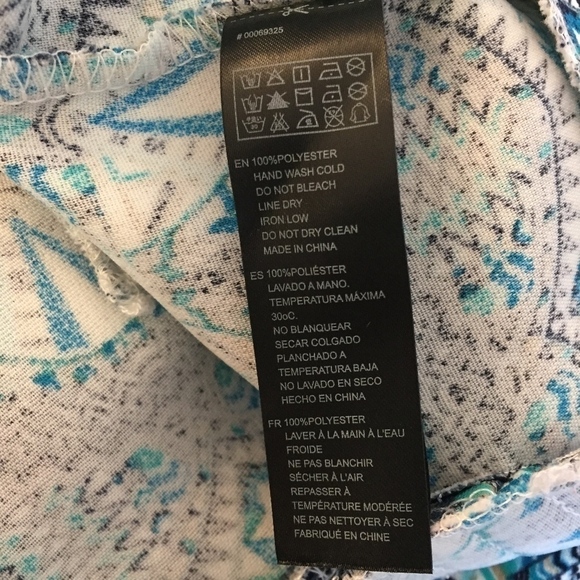 # 00069325
EN 100%POLYESTER
HAND WASH COLD
DO NOT BLEACH
LINE DRY
IRON LOW
DO NOT DRY CLEAN
MADE IN CHINA
ES 100%POLIÉSTER
LAVADO A MANO.
TEMPERATURA MÁXIMA
30oC.
NO BLANQUEAR
SECAR COLGADO
PLANCHADO A
TEMPERATURA BAJA
NO LAVADO EN SECO
HECHO EN CHINA
FR 100%POLYESTER
LAVER À LA MAIN À L'EAU
FROIDE
NE PAS BLANCHIR
SÉCHER À L'AIR
REPASSER À
TEMPÉRATURE MODÉRÉE
NE PAS NETTOYER À SEC
FABRIQUÉ EN CHINE